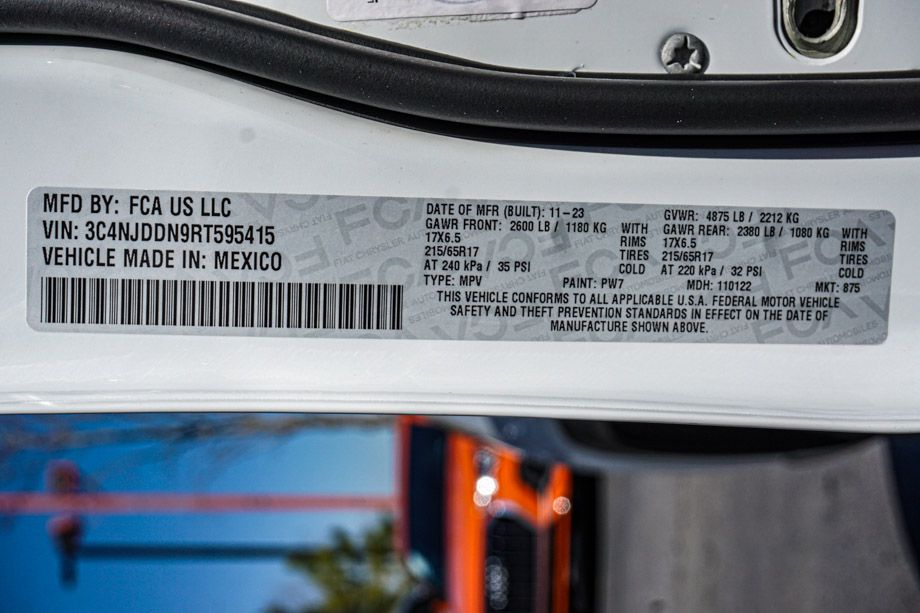 MFD BY: FCA US LLC
VIN: 3C4NJDDN9RT595415
VEHICLE MADE IN: MEXICO
DATE OF MFR (BUILT): 11-23
GAWR FRONT: 2600 LB / 1180 KG WITH
17X6.5 RIMS
215/65R17 TIRES
AT 240 kPa / 35 PSI COLD
GVWR: 4875 LB / 2212 KG
GAWR REAR: 2380 LB / 1080 KG WITH
17X6.5 RIMS
215/65R17 TIRES
AT 220 kPa / 32 PSI COLD
TYPE: MPV PAINT: PW7 MDH: 110122 MKT: 875
THIS VEHICLE CONFORMS TO ALL APPLICABLE U.S.A. FEDERAL MOTOR VEHICLE
SAFETY AND THEFT PREVENTION STANDARDS IN EFFECT ON THE DATE OF
MANUFACTURE SHOWN ABOVE.